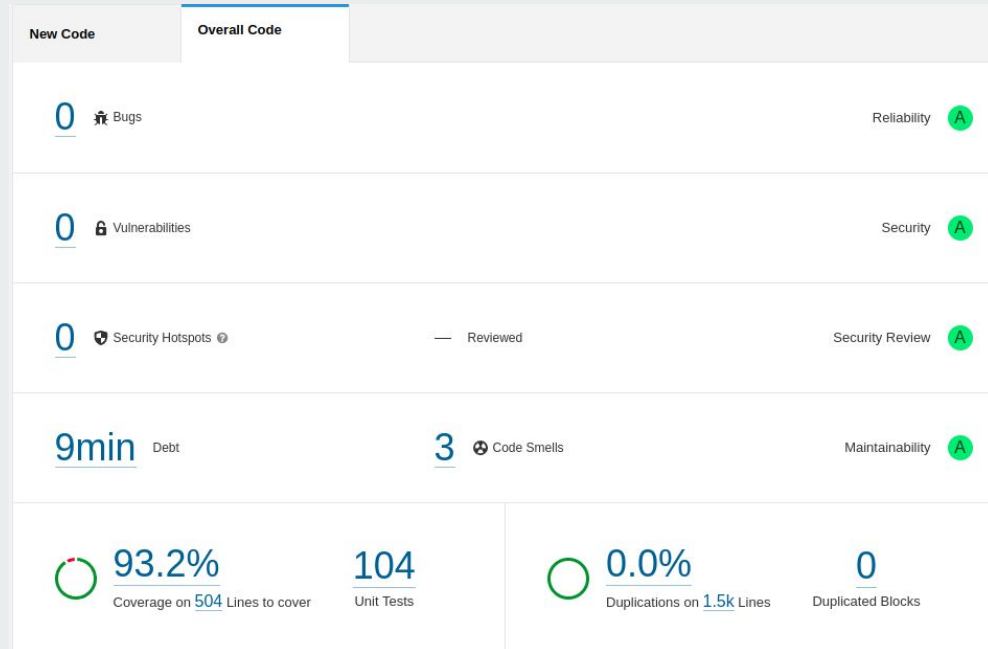 New Code
Overall Code
0 Bugs
Reliability A
0 Vulnerabilities
Security A
0 Security Hotspots ?
— Reviewed
Security Review A
9min Debt
3 Code Smells
Maintainability A
93.2%
Coverage on 504 Lines to cover
104
Unit Tests
0.0%
Duplications on 1.5k Lines
0
Duplicated Blocks